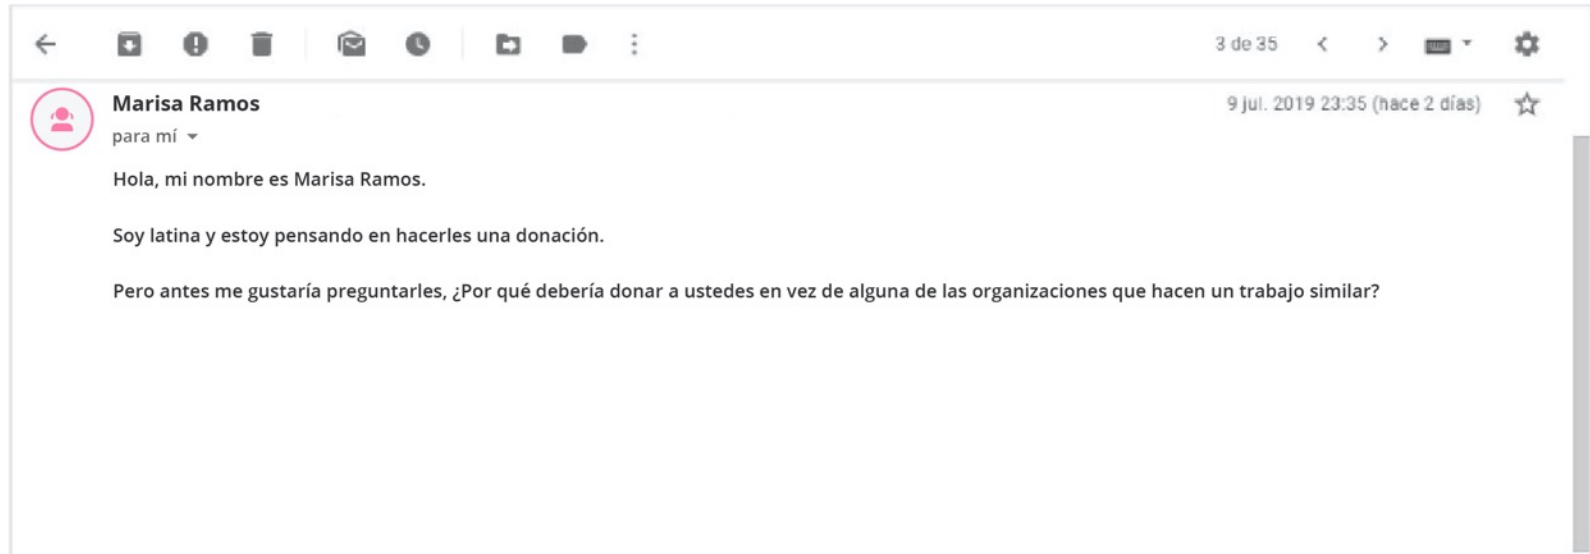 3 de 35
Marisa Ramos
9 jul. 2019 23:35 (hace 2 días)
para mí
Hola, mi nombre es Marisa Ramos.
Soy latina y estoy pensando en hacerles una donación.
Pero antes me gustaría preguntarles, ¿Por qué debería donar a ustedes en vez de alguna de las organizaciones que hacen un trabajo similar?